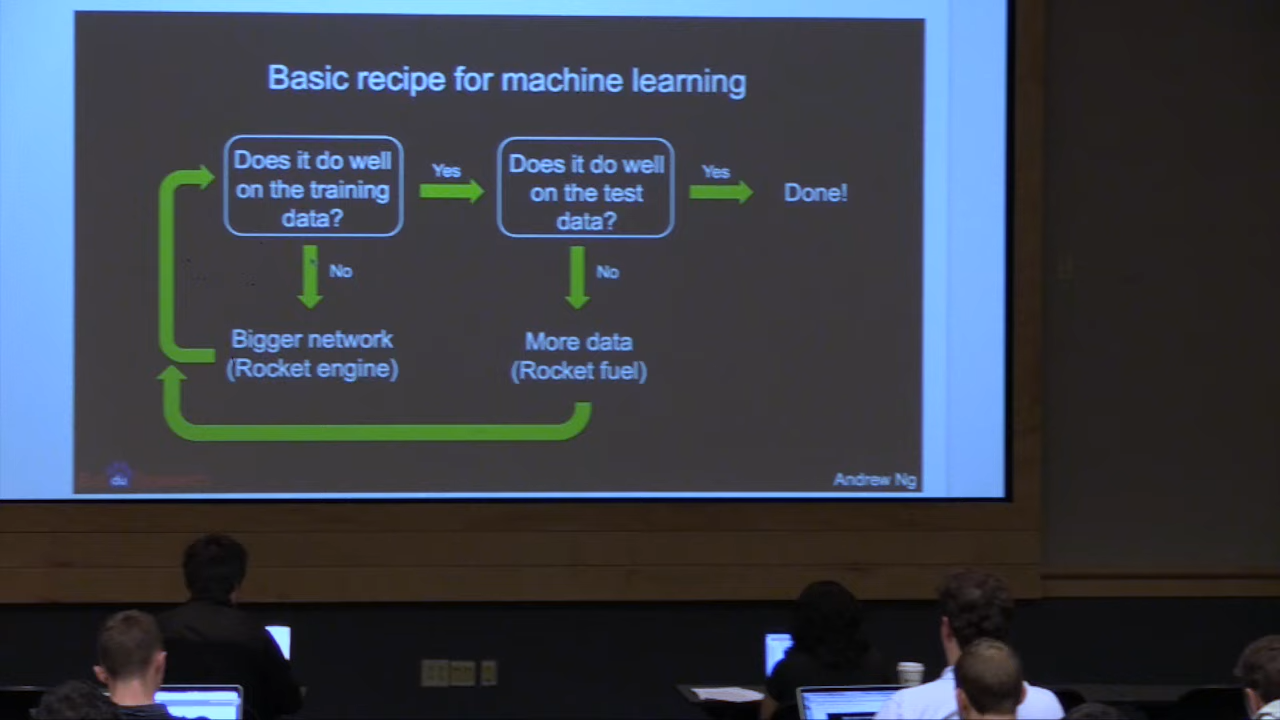 Basic recipe for machine learning
Does it do well
on the training
data?
Yes
Does it do well
on the test
data?
Yes
Done!
No
No
Bigger network
(Rocket engine)
More data
(Rocket fuel)
du
Andrew Ng